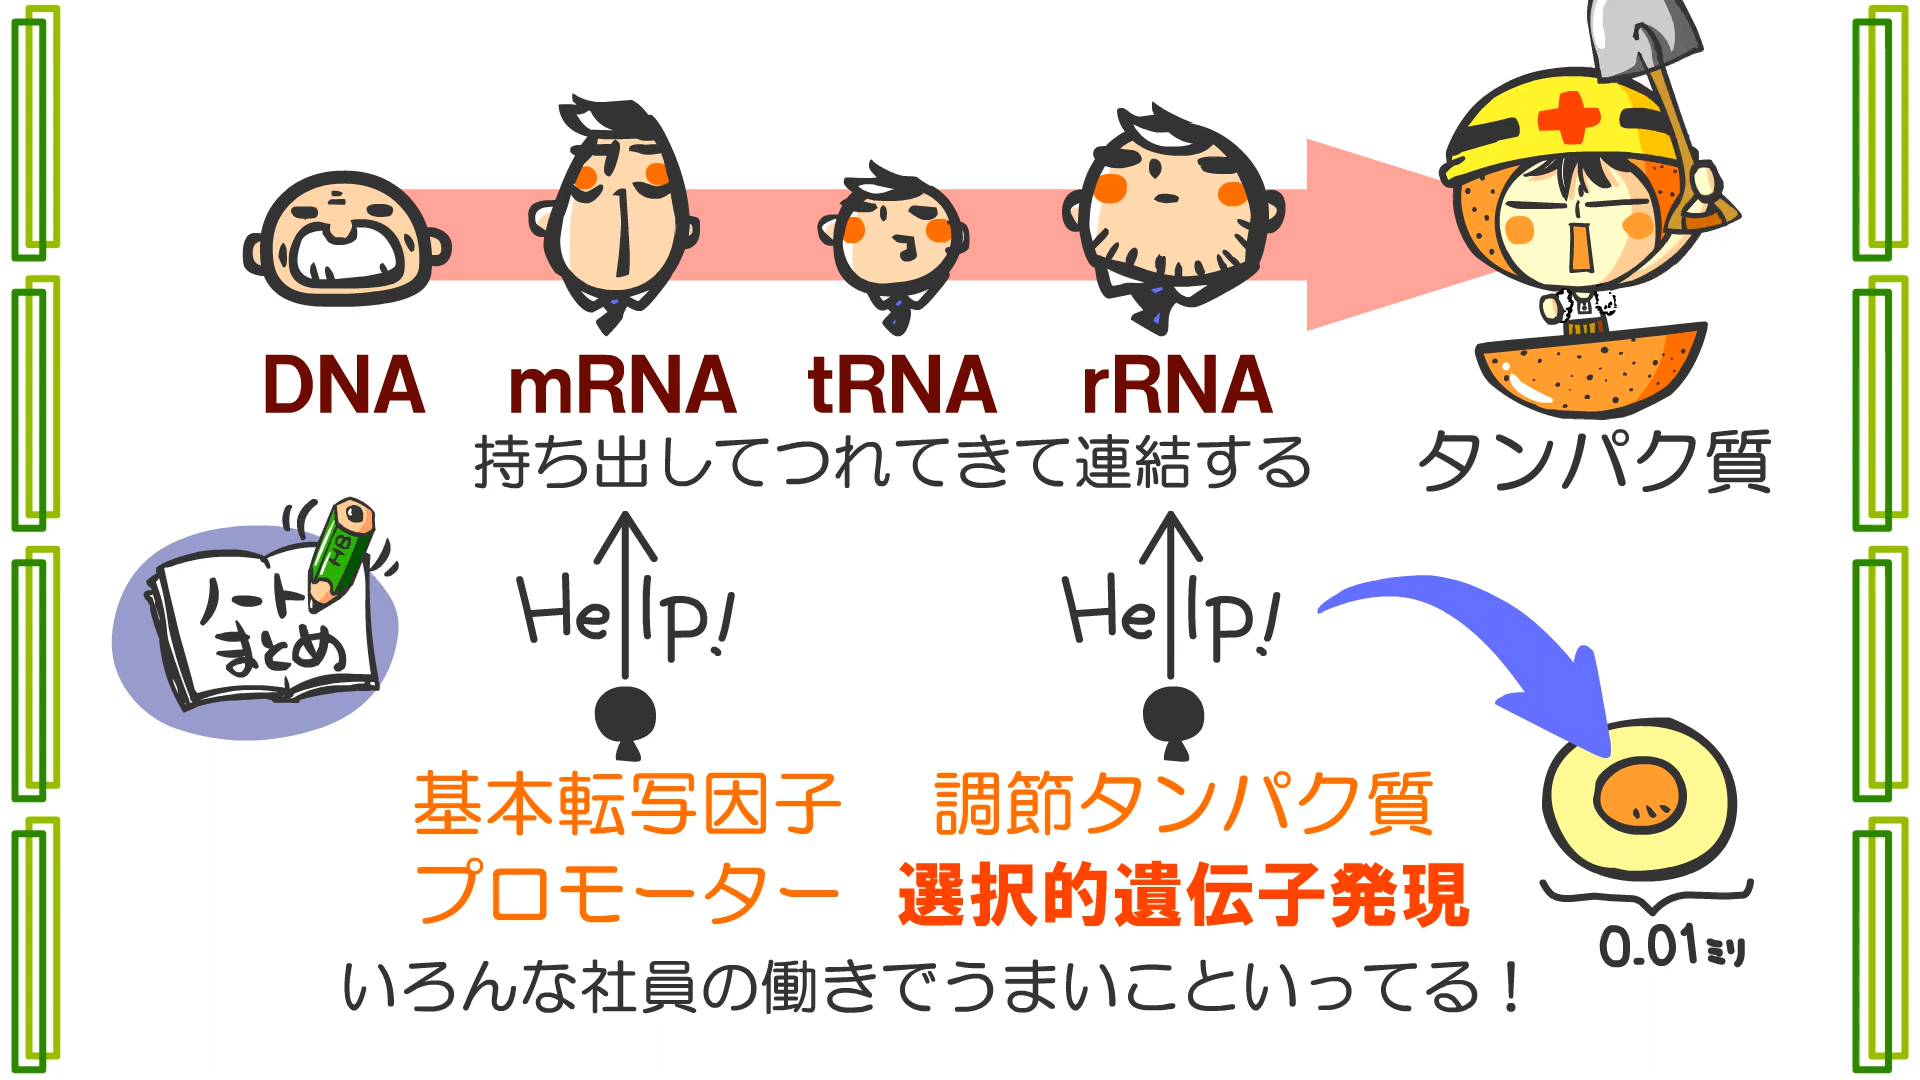 DNA mRNA tRNA rRNA
持ち出してつれてきて連結する
タンパク質
HB
ノート
まとめ
Help!
Help!
基本転写因子
プロモーター
調節タンパク質
選択的遺伝子発現
0.01ミリ
いろんな社員の働きでうまいこといってる！